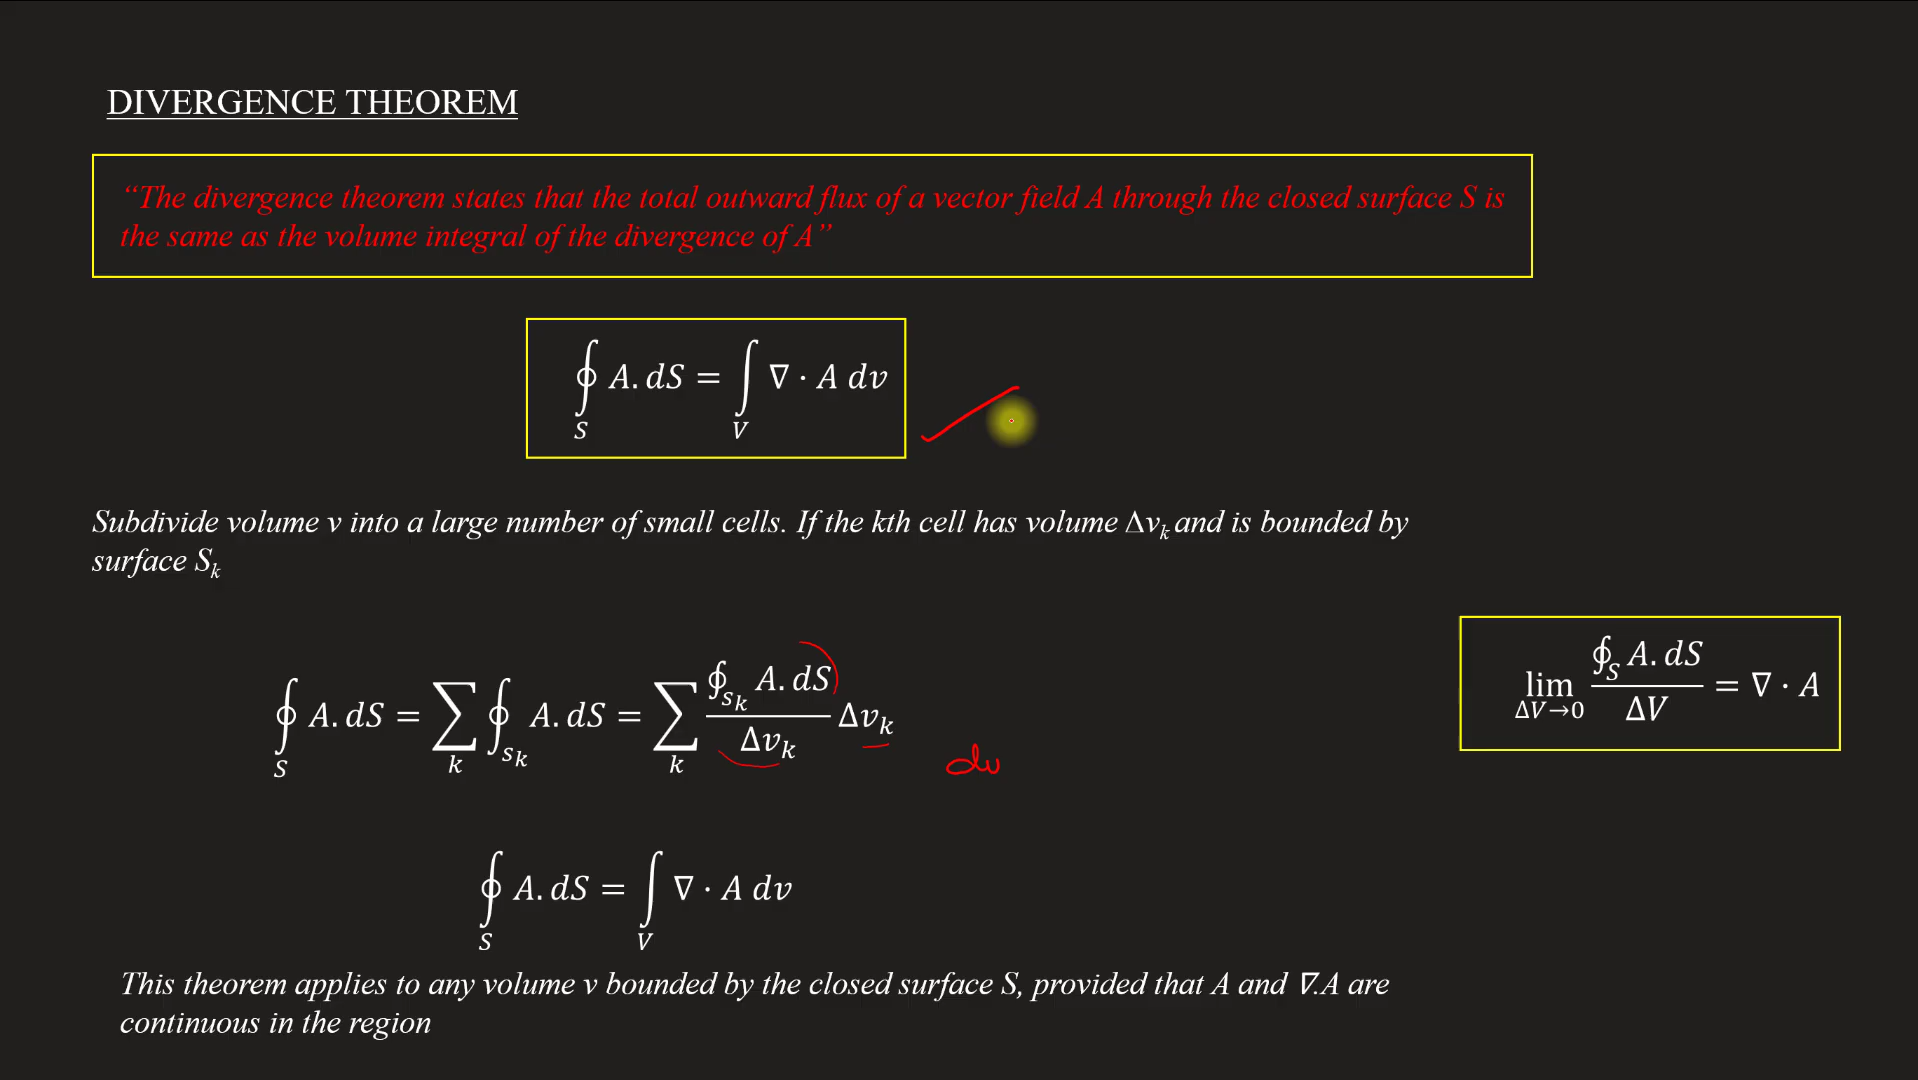 DIVERGENCE THEOREM
“The divergence theorem states that the total outward flux of a vector field A through the closed surface S is
the same as the volume integral of the divergence of A”
∮_S A. dS = ∫_V ∇ · A dv
Subdivide volume v into a large number of small cells. If the kth cell has volume Δv_k and is bounded by
surface S_k
∮_S A. dS = ∑_k ∮_{s_k} A. dS = ∑_k (∮_{s_k} A. dS / Δv_k) Δv_k
dv
lim_{ΔV→0} (∮_S A. dS / ΔV) = ∇ · A
∮_S A. dS = ∫_V ∇ · A dv
This theorem applies to any volume v bounded by the closed surface S, provided that A and ∇.A are
continuous in the region